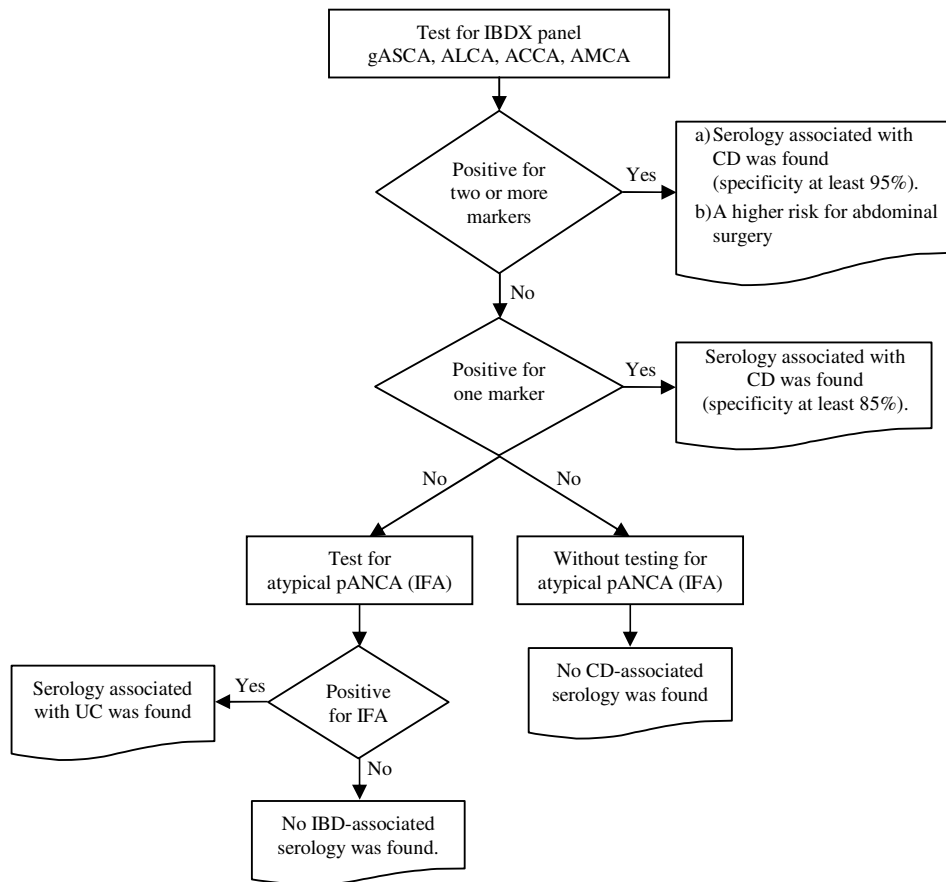 Test for IBDX panel
gASCA, ALCA, ACCA, AMCA
Positive for
two or more
markers
Yes
a) Serology associated with
CD was found
(specificity at least 95%).
b) A higher risk for abdominal
surgery
No
Positive for
one marker
Yes
Serology associated with
CD was found
(specificity at least 85%).
No
No
Test for
atypical pANCA (IFA)
Without testing for
atypical pANCA (IFA)
Serology associated
with UC was found
Yes
Positive
for IFA
No CD-associated
serology was found
No
No IBD-associated
serology was found.